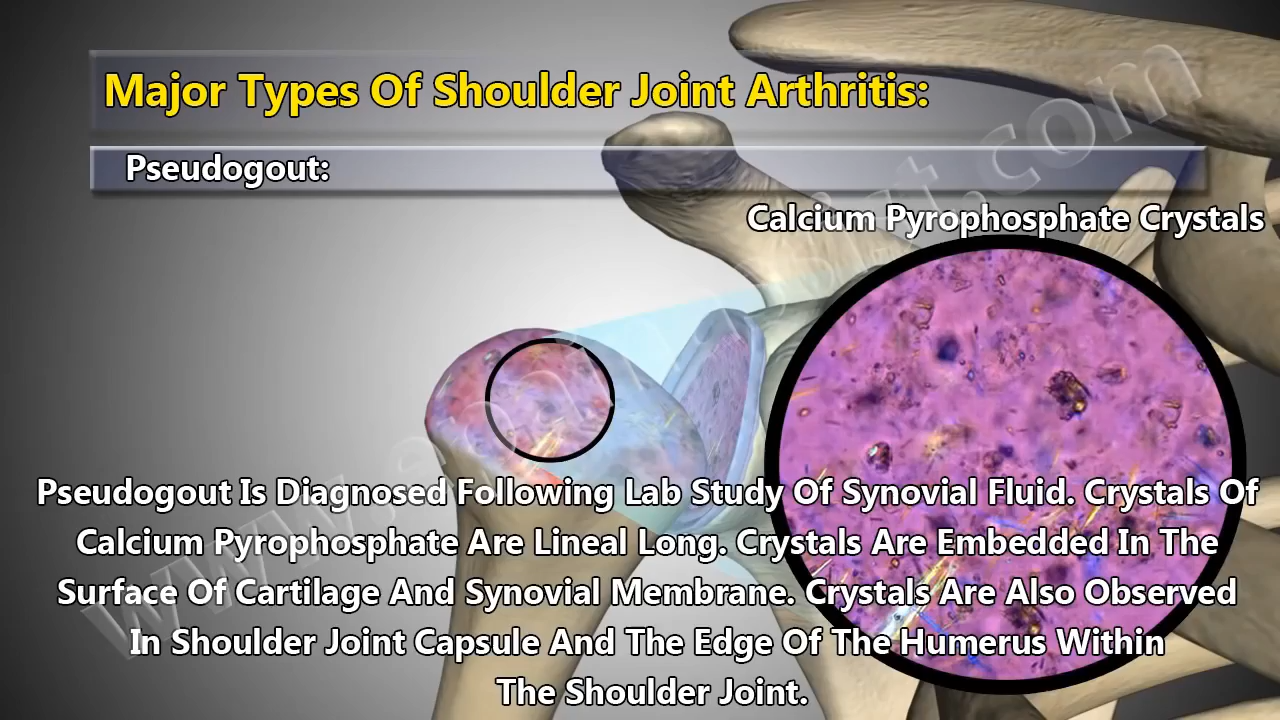 Major Types Of Shoulder Joint Arthritis:
Pseudogout:
Calcium Pyrophosphate Crystals
Pseudogout Is Diagnosed Following Lab Study Of Synovial Fluid. Crystals Of
Calcium Pyrophosphate Are Lineal Long. Crystals Are Embedded In The
Surface Of Cartilage And Synovial Membrane. Crystals Are Also Observed
In Shoulder Joint Capsule And The Edge Of The Humerus Within
The Shoulder Joint.